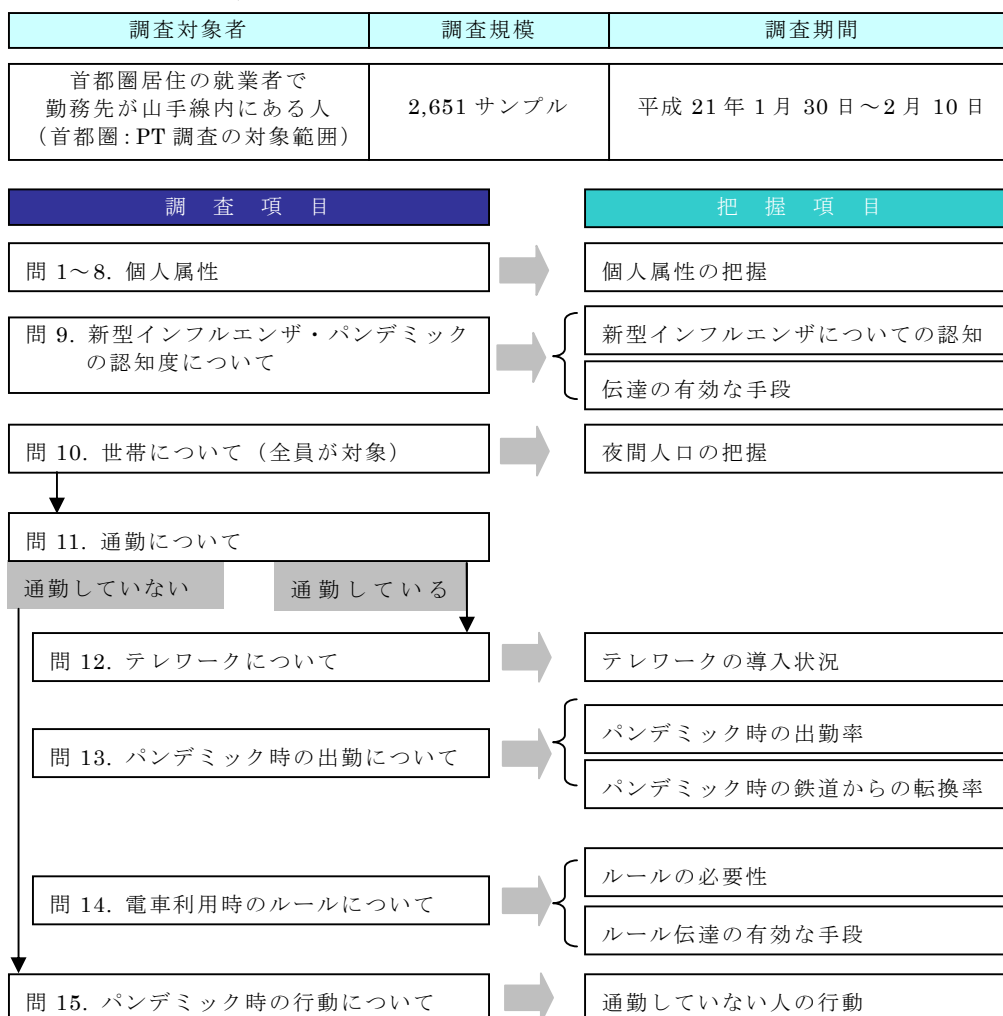 調査対象者 調査規模 調査期間
首都圏居住の就業者で
勤務先が山手線内にある人
（首都圏：PT 調査の対象範囲）
2,651 サンプル
平成 21 年 1 月 30 日～2 月 10 日
調 査 項 目
把 握 項 目
問 1～8. 個人属性
個人属性の把握
問 9. 新型インフルエンザ・パンデミック
の認知度について
新型インフルエンザについての認知
伝達の有効な手段
問 10. 世帯について（全員が対象）
夜間人口の把握
問 11. 通勤について
通勤していない 通勤している
問 12. テレワークについて
テレワークの導入状況
問 13. パンデミック時の出勤について
パンデミック時の出勤率
パンデミック時の鉄道からの転換率
問 14. 電車利用時のルールについて
ルールの必要性
ルール伝達の有効な手段
問 15. パンデミック時の行動について
通勤していない人の行動